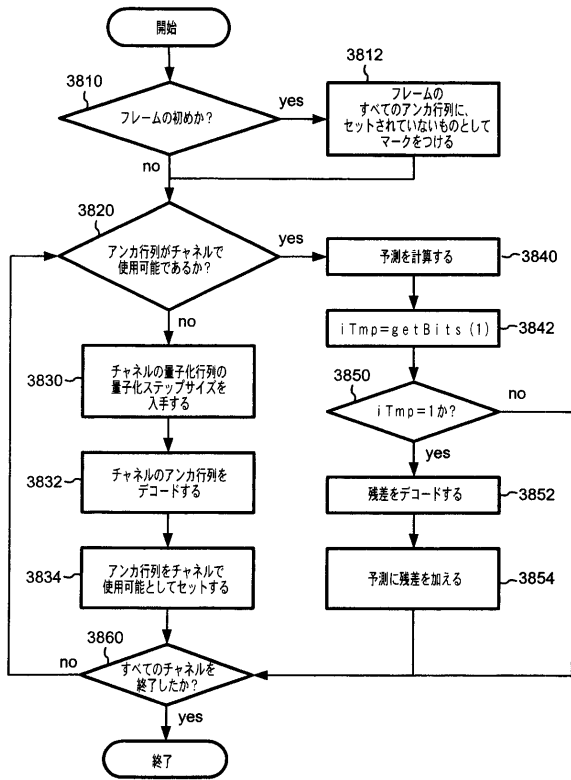 開始
3810
フレームの初めか?
yes
no
3812
フレームの
すべてのアンカ行列に、
セットされていないものとして
マークをつける
3820
アンカ行列がチャネルで
使用可能であるか?
yes
no
予測を計算する
3840
iTmp=getBits(1)
3842
3850
iTmp=1か?
no
yes
3830
チャネルの量子化行列の
量子化ステップサイズを
入手する
3832
チャネルのアンカ行列を
デコードする
残差をデコードする
3852
3834
アンカ行列をチャネルで
使用可能としてセットする
予測に残差を加える
3854
3860
すべてのチャネルを
終了したか?
no
yes
終了